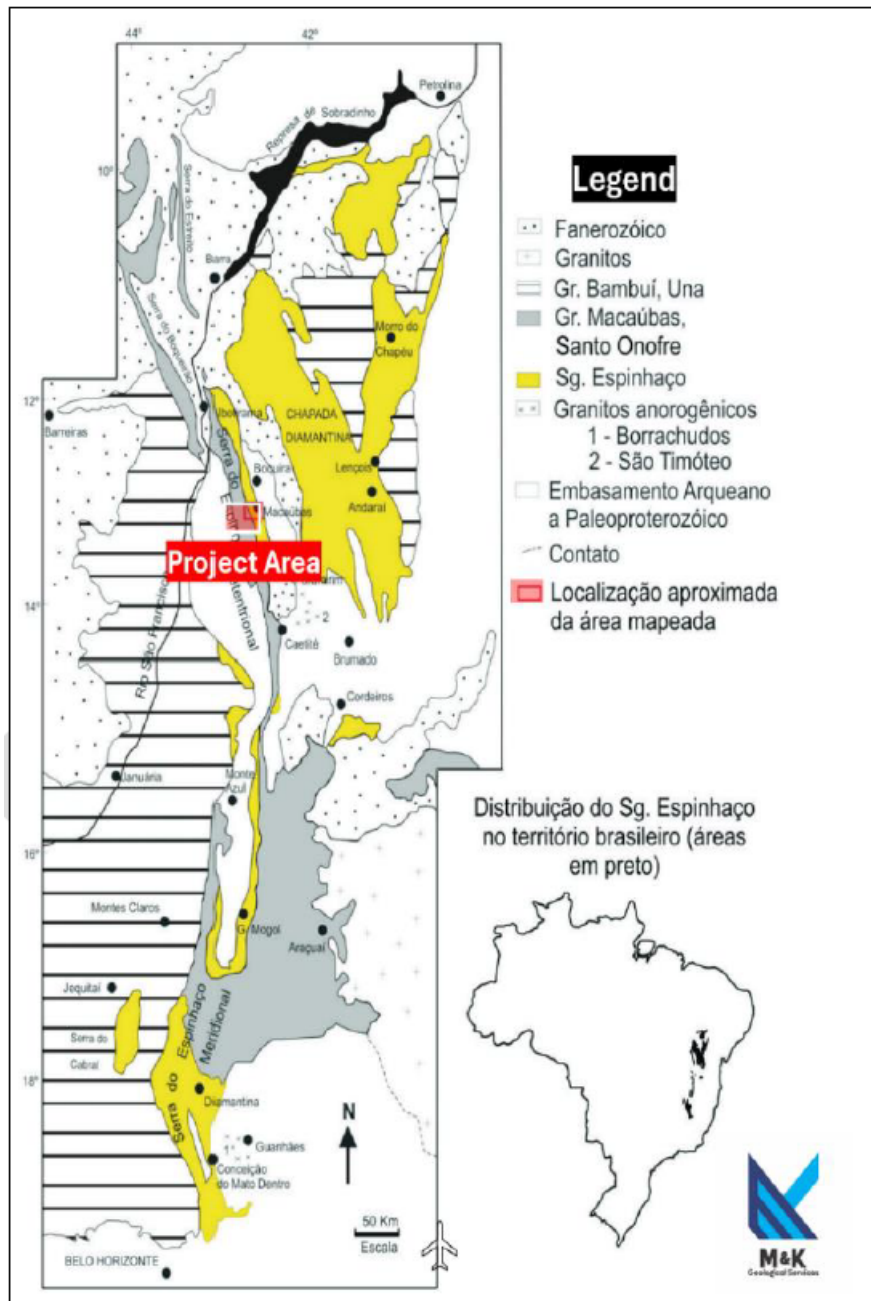 44°
42°
Petrolina
Represa de Sobradinho
10°
Serra do Estreito
Barra
Serra do Boqueirão
Morro do
Chapéu
12°
Ibotirama
Barreiras
CHAPADA
DIAMANTINA
Serra do
Boquira
Lençois
Andaraí
Macaúbas
Project Area
Rio São Francisco
14°
2
Caetité
Brumado
Cordeiros
Januária
Monte
Azul
16°
Montes Claros
G. Mogol
Araçuaí
Jequitaí
Serra do
Cabral
Serra do Espinhaço
Meridional
18°
Diamantina
N
1
Guanhães
Conceição
do Mato Dentro
50 Km
Escala
BELO HORIZONTE
Legend
Fanerozóico
Granitos
Gr. Bambuí, Una
Gr. Macaúbas,
Santo Onofre
Sg. Espinhaço
Granitos anorogênicos
1 - Borrachudos
2 - São Timóteo
Embasamento Arqueano
a Paleoproterozóico
Contato
Localização aproximada
da área mapeada
Distribuição do Sg. Espinhaço
no território brasileiro (áreas
em preto)
M&K
Geological Services